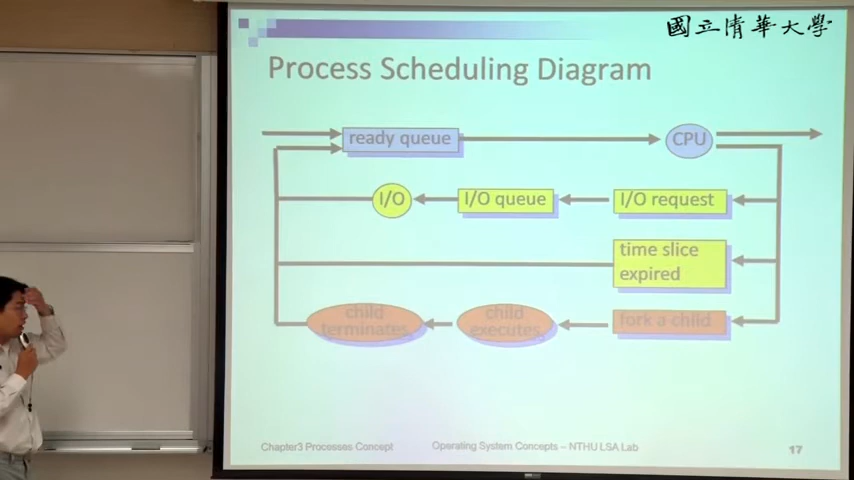 國立清華大學
Process Scheduling Diagram
ready queue
CPU
I/O
I/O queue
I/O request
time slice
expired
child
terminates
child
executes
fork a child
Chapter3 Processes Concept
Operating System Concepts – NTHU LSA Lab
17